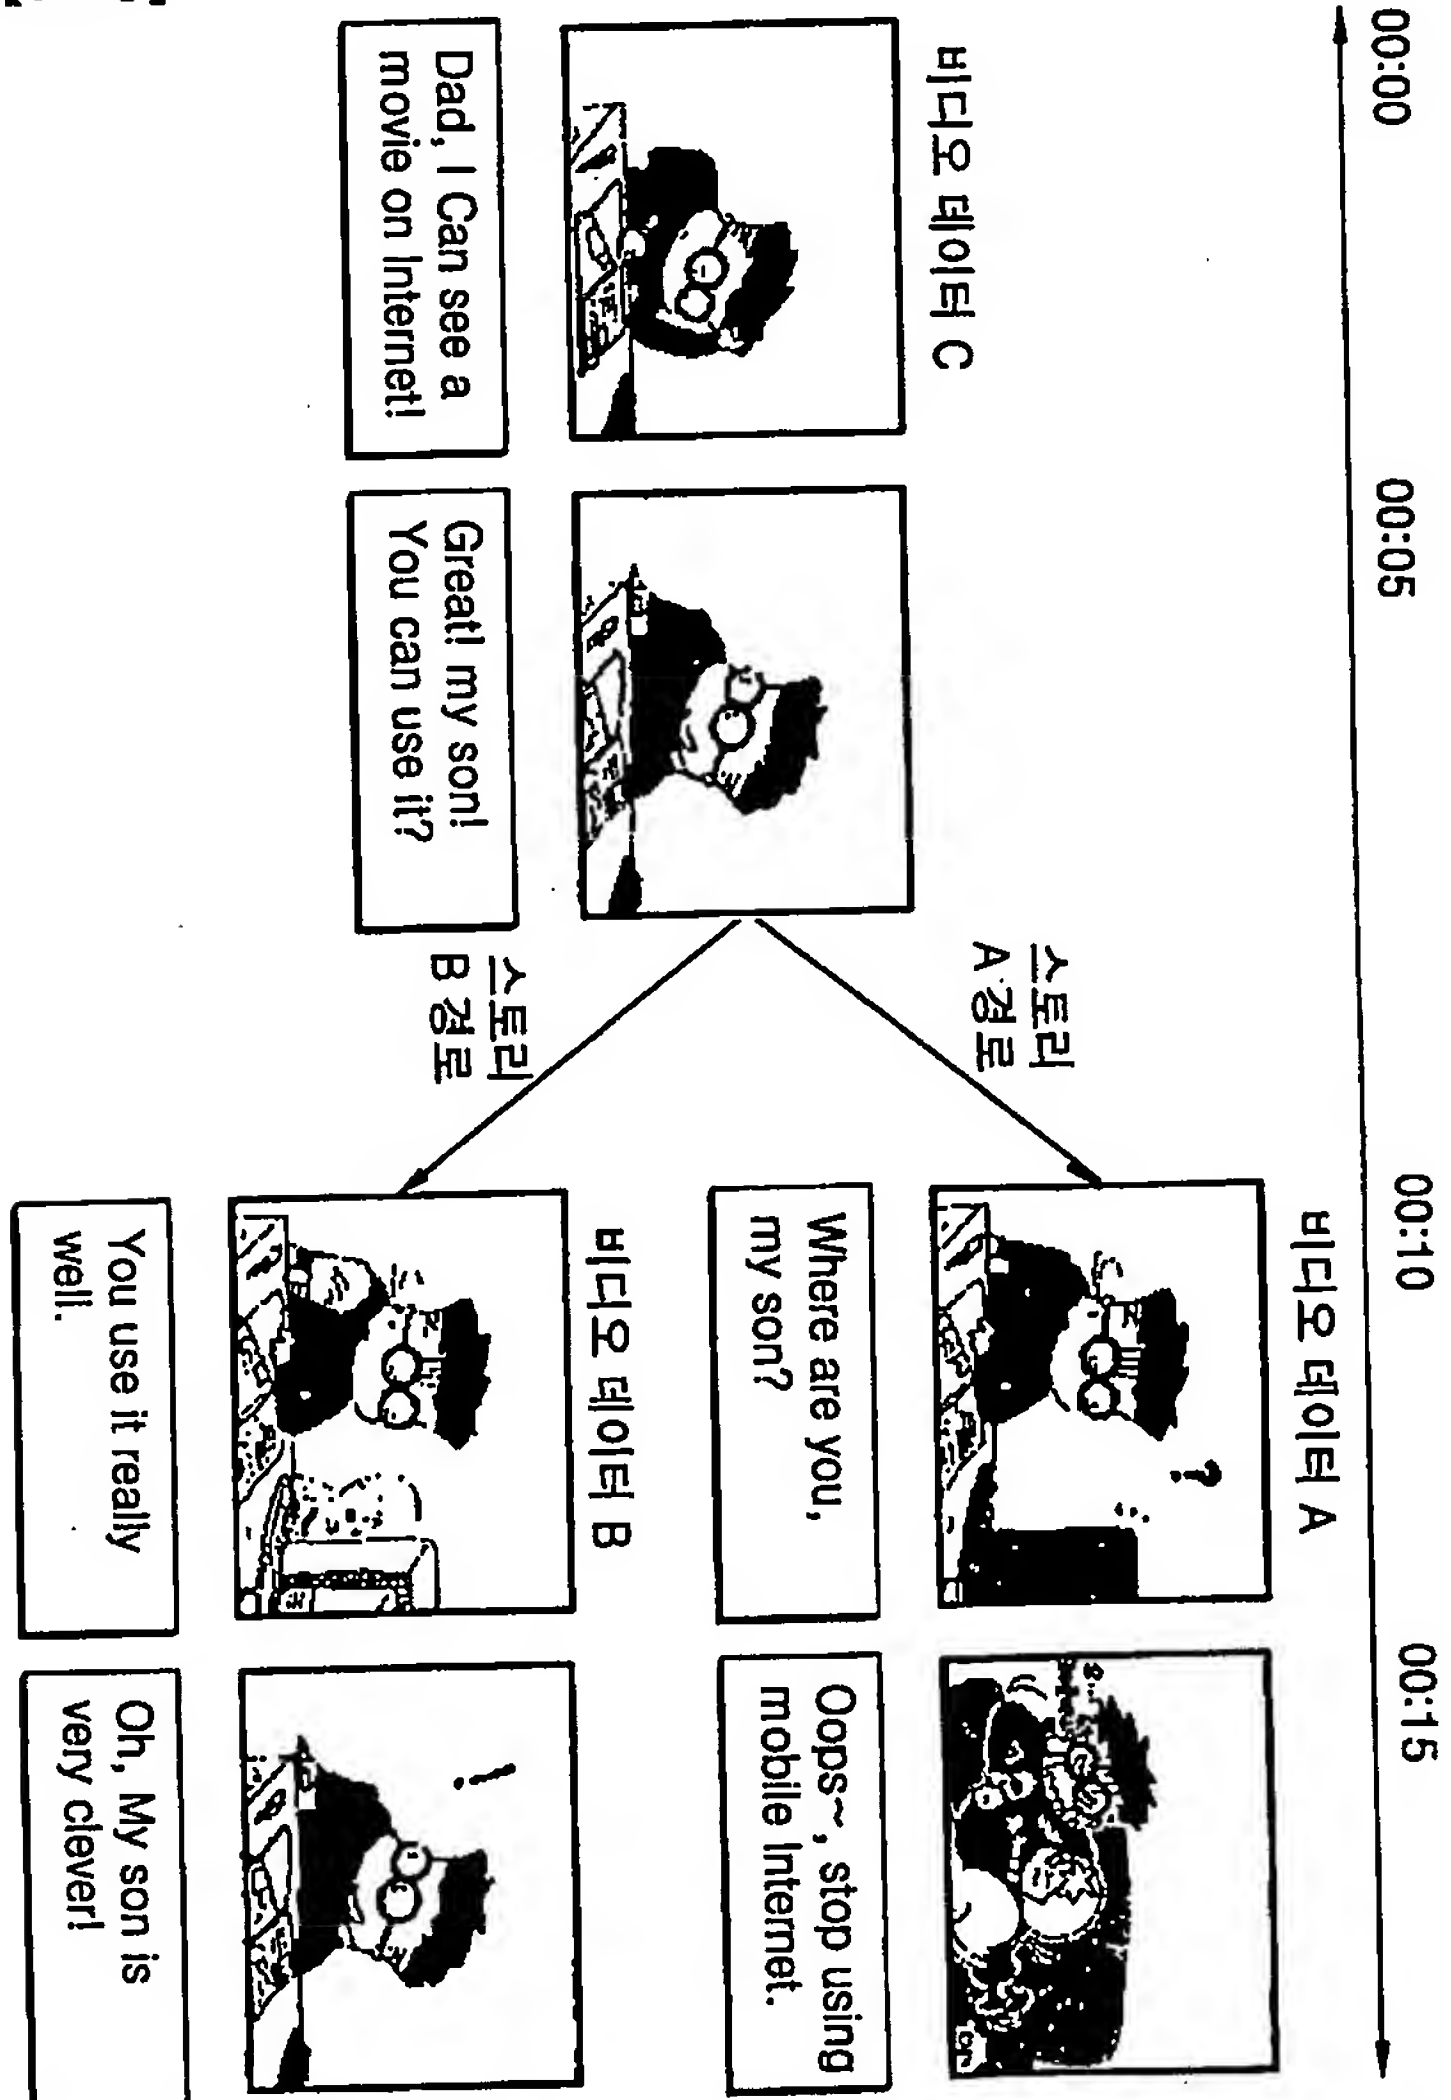 00:00
00:05
00:10
00:15
비디오 데이터 C
Dad, I Can see a
movie on Internet!
Great! my son!
You can use it?
스토리
A 경로
스토리
B 경로
비디오 데이터 A
Where are you,
my son?
Oops~, stop using
mobile Internet.
비디오 데이터 B
You use it really
well.
Oh, My son is
very clever!